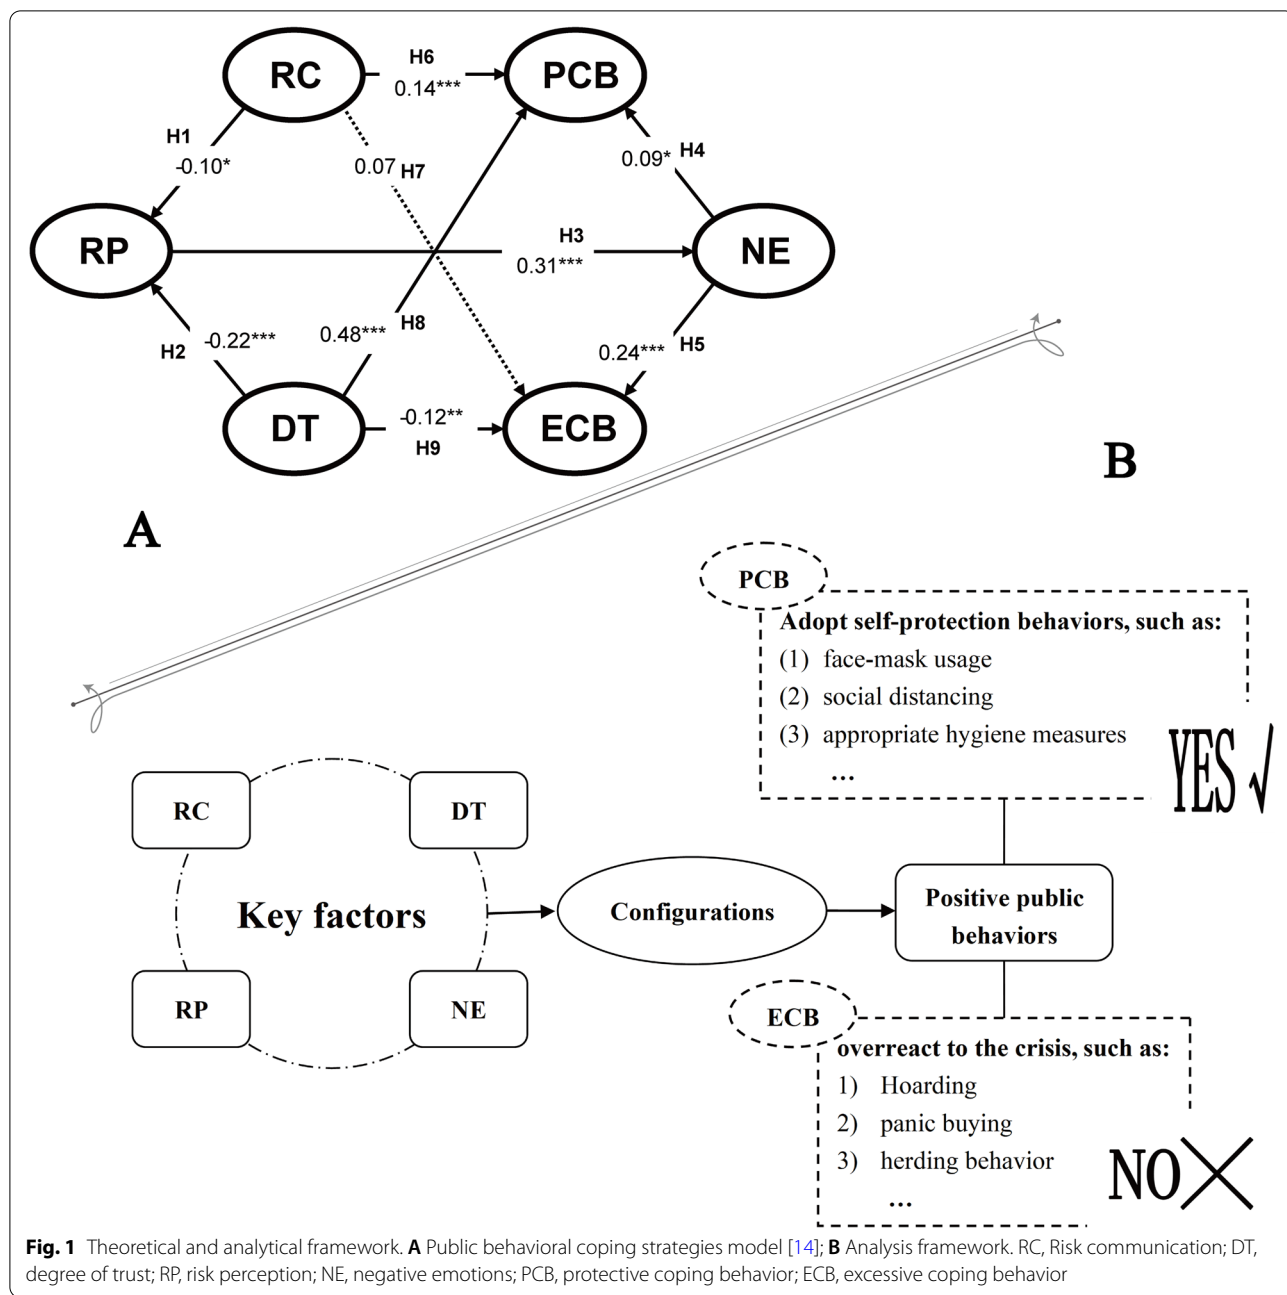 RC
H6
0.14***
PCB
H1
-0.10*
0.07
H7
0.09*
H4
RP
H3
0.31***
NE
H2
-0.22***
0.48***
H8
0.24***
H5
DT
-0.12**
H9
ECB
A
B
PCB
Adopt self-protection behaviors, such as:
(1) face-mask usage
(2) social distancing
(3) appropriate hygiene measures
...
YES √
RC
DT
Key factors
RP
NE
Configurations
Positive public
behaviors
ECB
overreact to the crisis, such as:
1) Hoarding
2) panic buying
3) herding behavior
...
NO
Fig. 1 Theoretical and analytical framework. A Public behavioral coping strategies model [14]; B Analysis framework. RC, Risk communication; DT,
degree of trust; RP, risk perception; NE, negative emotions; PCB, protective coping behavior; ECB, excessive coping behavior